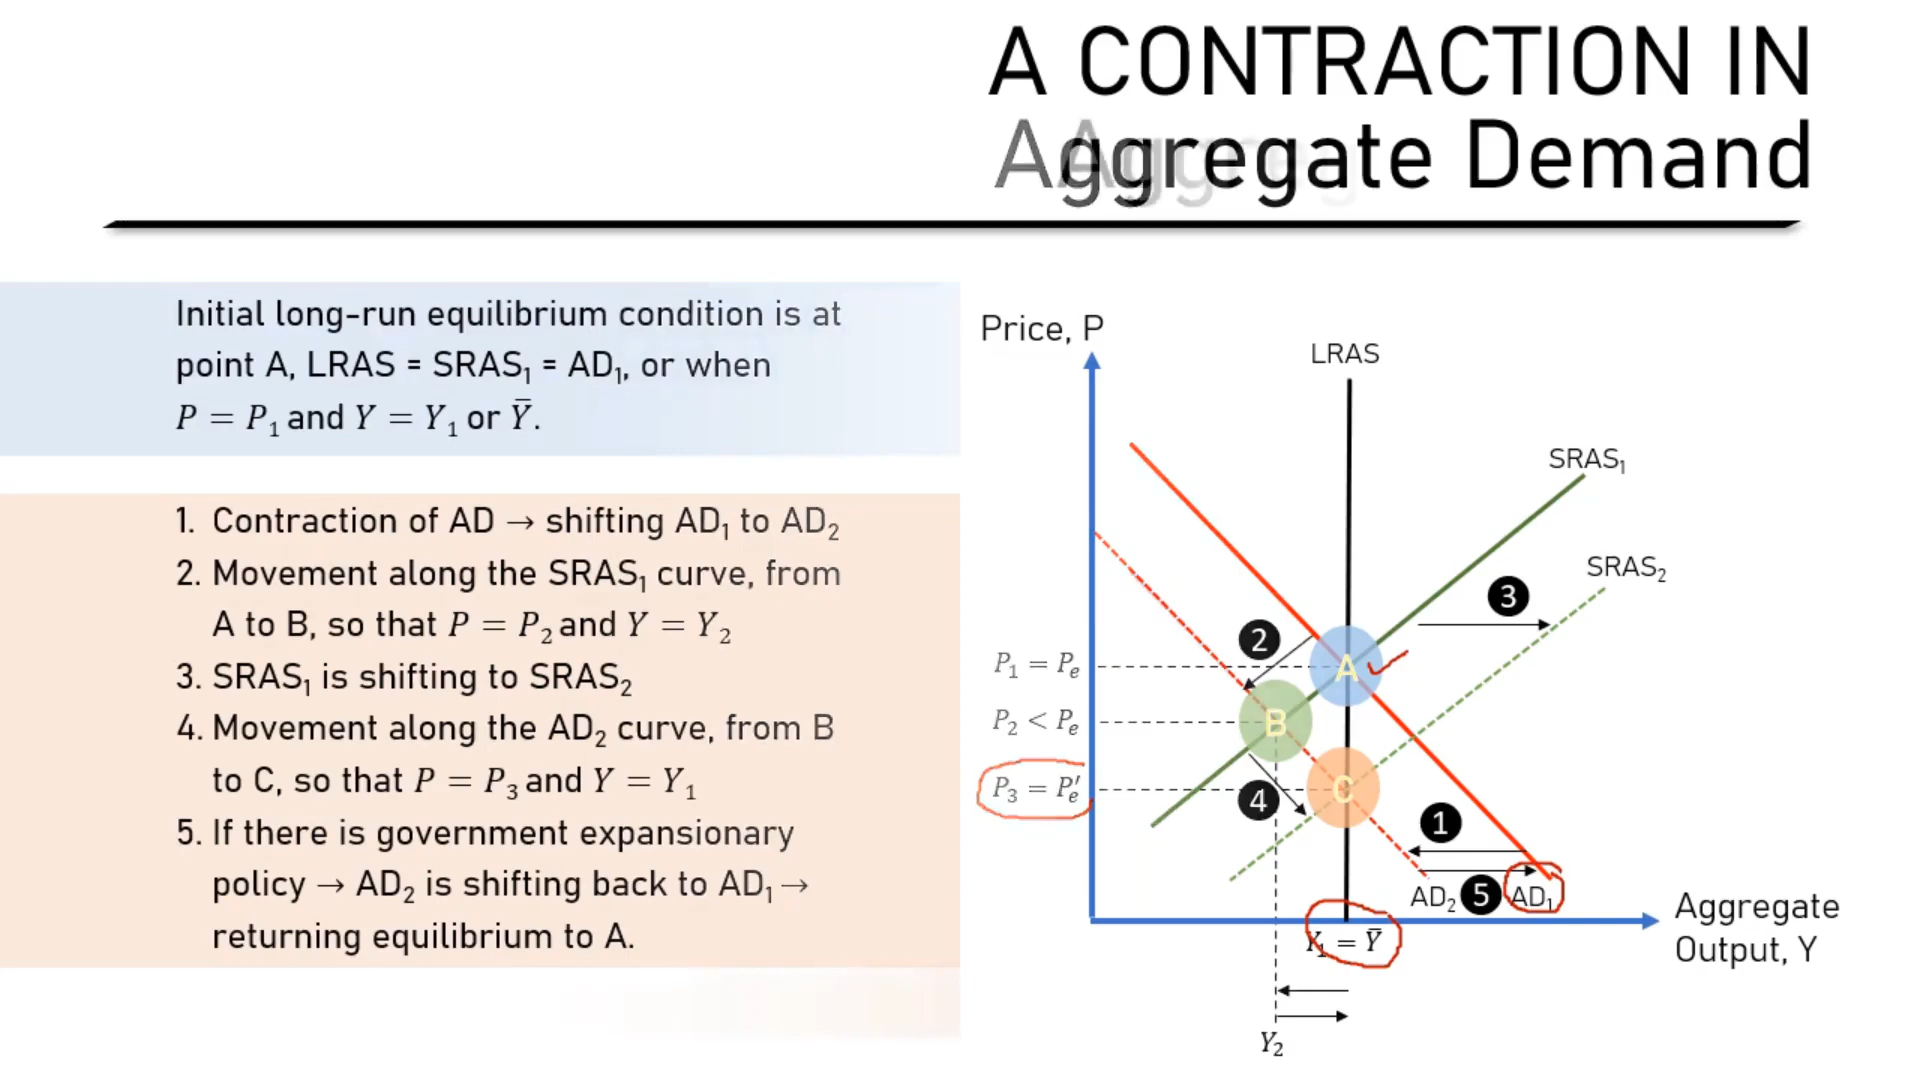 A CONTRACTION IN
Aggregate Demand
Initial long-run equilibrium condition is at
point A, LRAS = SRAS₁ = AD₁, or when
P = P₁ and Y = Y₁ or Ȳ.
1. Contraction of AD → shifting AD₁ to AD₂
2. Movement along the SRAS₁ curve, from
A to B, so that P = P₂ and Y = Y₂
3. SRAS₁ is shifting to SRAS₂
4. Movement along the AD₂ curve, from B
to C, so that P = P₃ and Y = Y₁
5. If there is government expansionary
policy → AD₂ is shifting back to AD₁ →
returning equilibrium to A.
Price, P
LRAS
SRAS₁
SRAS₂
3
2
P₁ = Pₑ
A
P₂ < Pₑ
B
P₃ = P′ₑ
C
4
1
AD₂
5
AD₁
Aggregate
Output, Y
Y₁ = Ȳ
Y₂